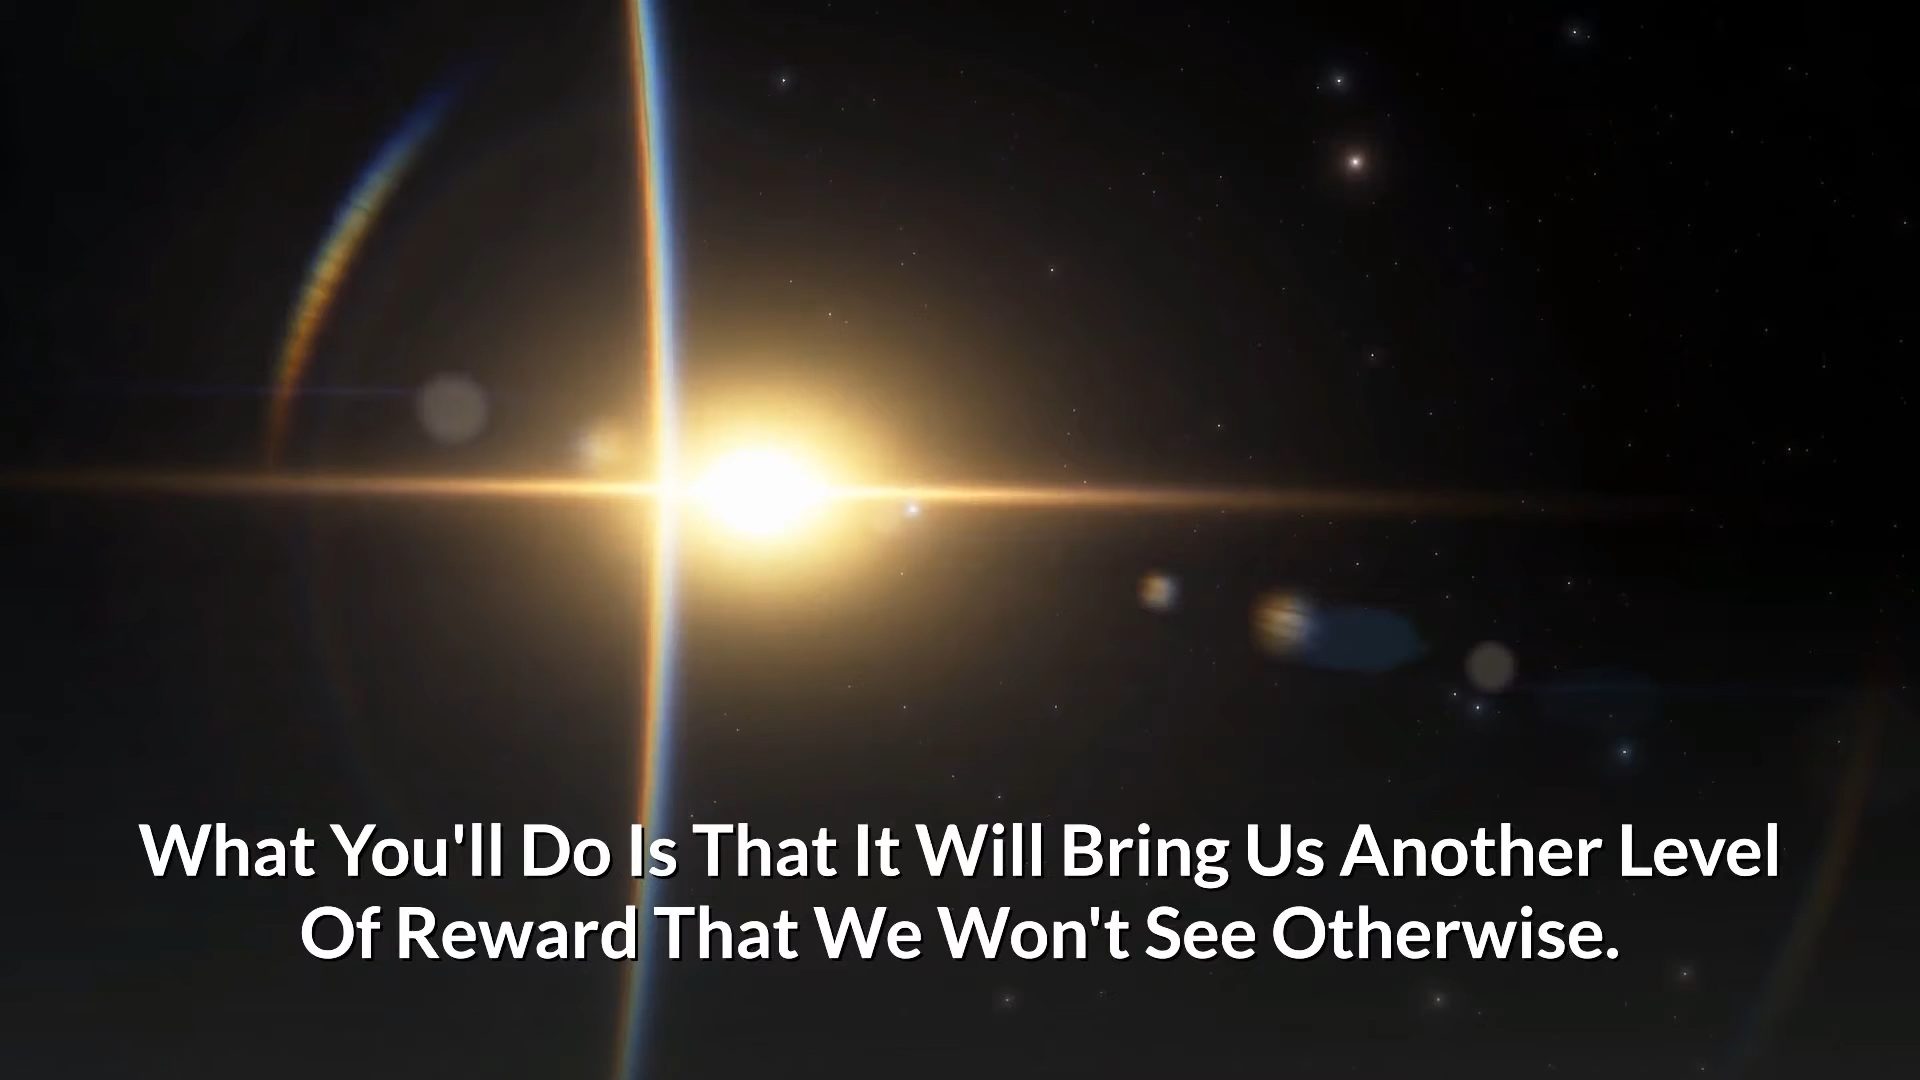 What You'll Do Is That It Will Bring Us Another Level
Of Reward That We Won't See Otherwise.